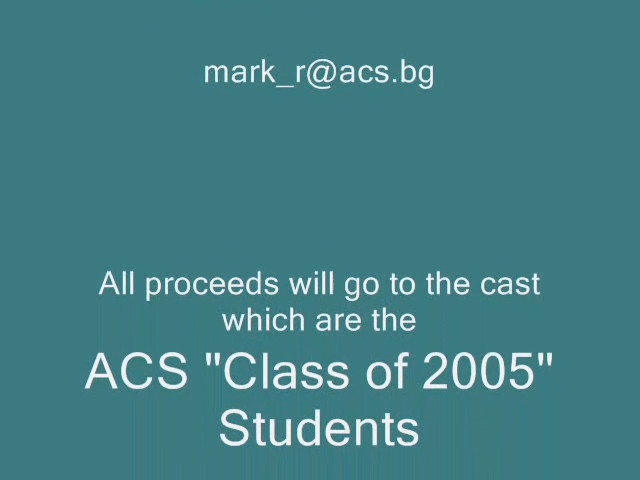 mark_r@acs.bg
All proceeds will go to the cast
which are the
ACS "Class of 2005"
Students